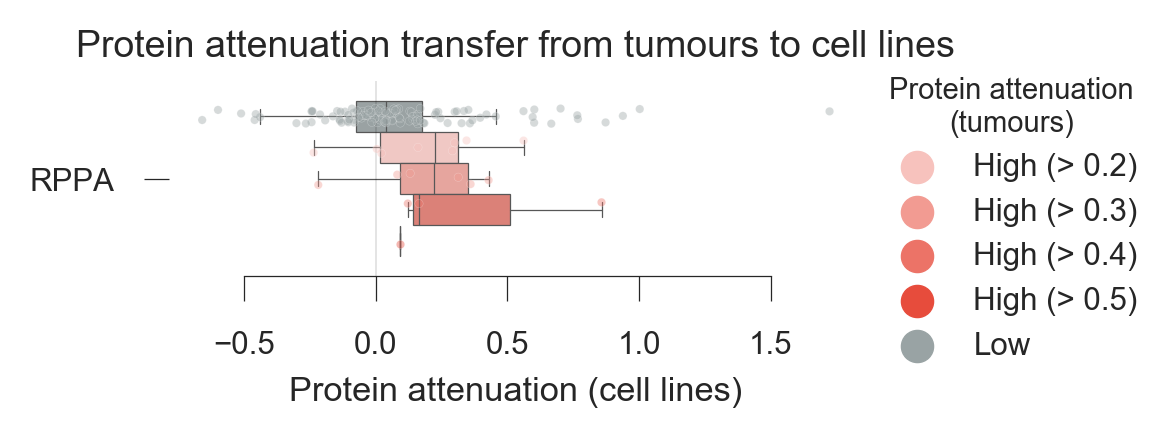 Protein attenuation transfer from tumours to cell lines
Protein attenuation
(tumours)
High (> 0.2)
High (> 0.3)
High (> 0.4)
High (> 0.5)
Low
RPPA
−0.5 0.0 0.5 1.0 1.5
Protein attenuation (cell lines)